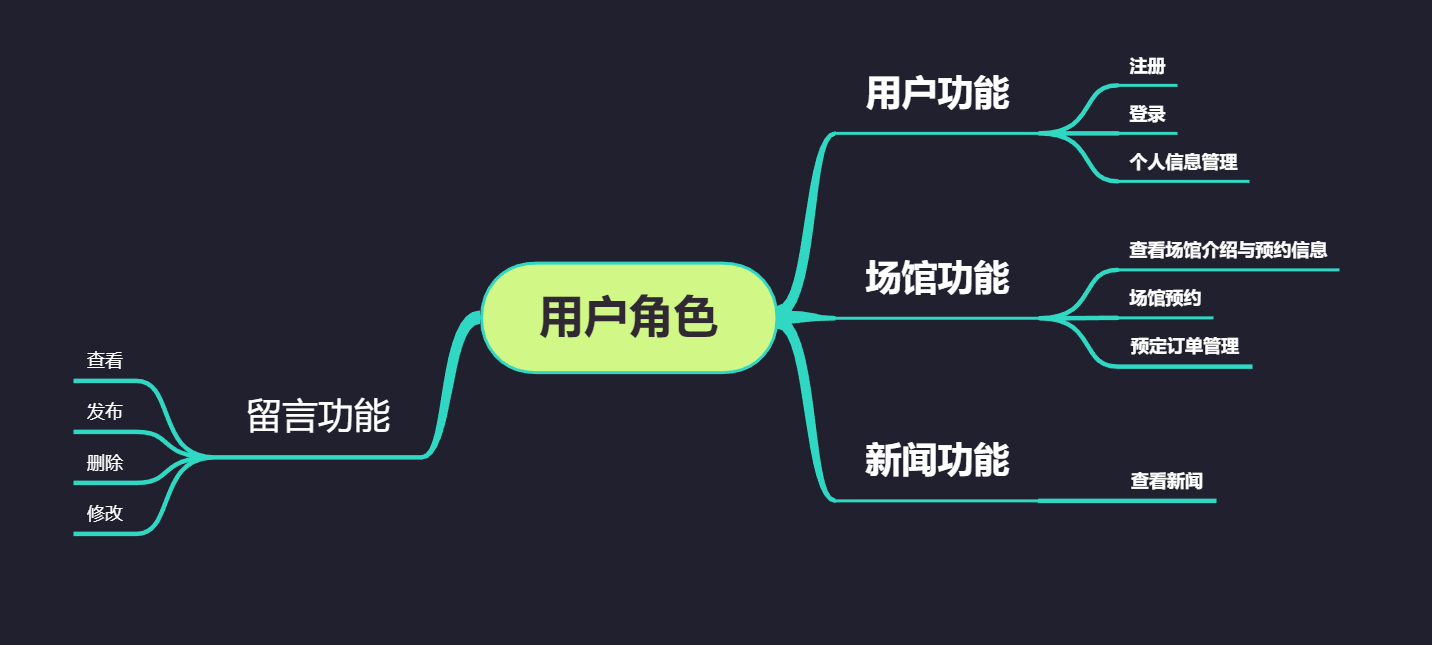 用户角色
用户功能
注册
登录
个人信息管理
场馆功能
查看场馆介绍与预约信息
场馆预约
预定订单管理
新闻功能
查看新闻
留言功能
查看
发布
删除
修改